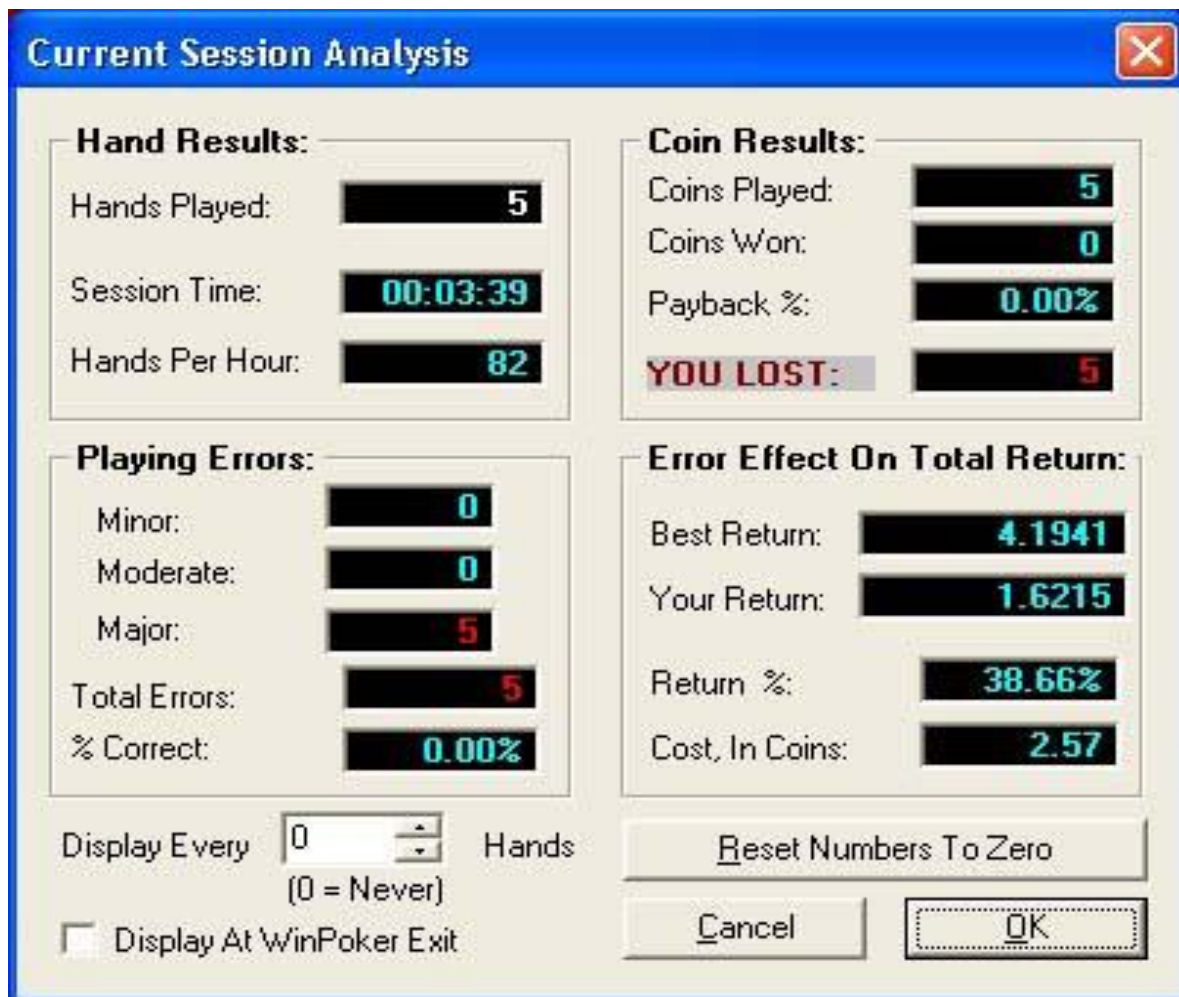 Current Session Analysis
Hand Results:
Hands Played: 5
Session Time: 00:03:39
Hands Per Hour: 82
Coin Results:
Coins Played: 5
Coins Won: 0
Payback %: 0.00%
YOU LOST: 5
Playing Errors:
Minor: 0
Moderate: 0
Major: 5
Total Errors: 5
% Correct: 0.00%
Error Effect On Total Return:
Best Return: 4.1941
Your Return: 1.6215
Return %: 38.66%
Cost, In Coins: 2.57
Display Every 0 Hands
(0 = Never)
Display At WinPoker Exit
Reset Numbers To Zero
Cancel
OK